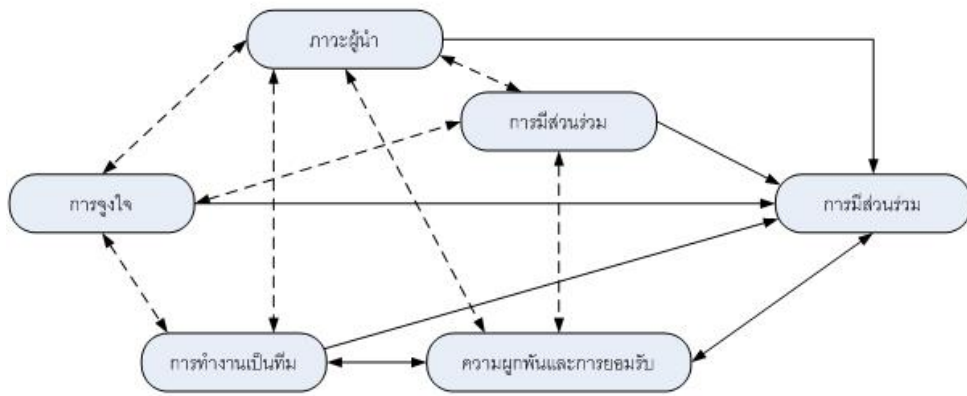 ภาวะผู้นำ
การมีส่วนร่วม
การจูงใจ
การมีส่วนร่วม
การทำงานเป็นทีม
ความผูกพันและการยอมรับ